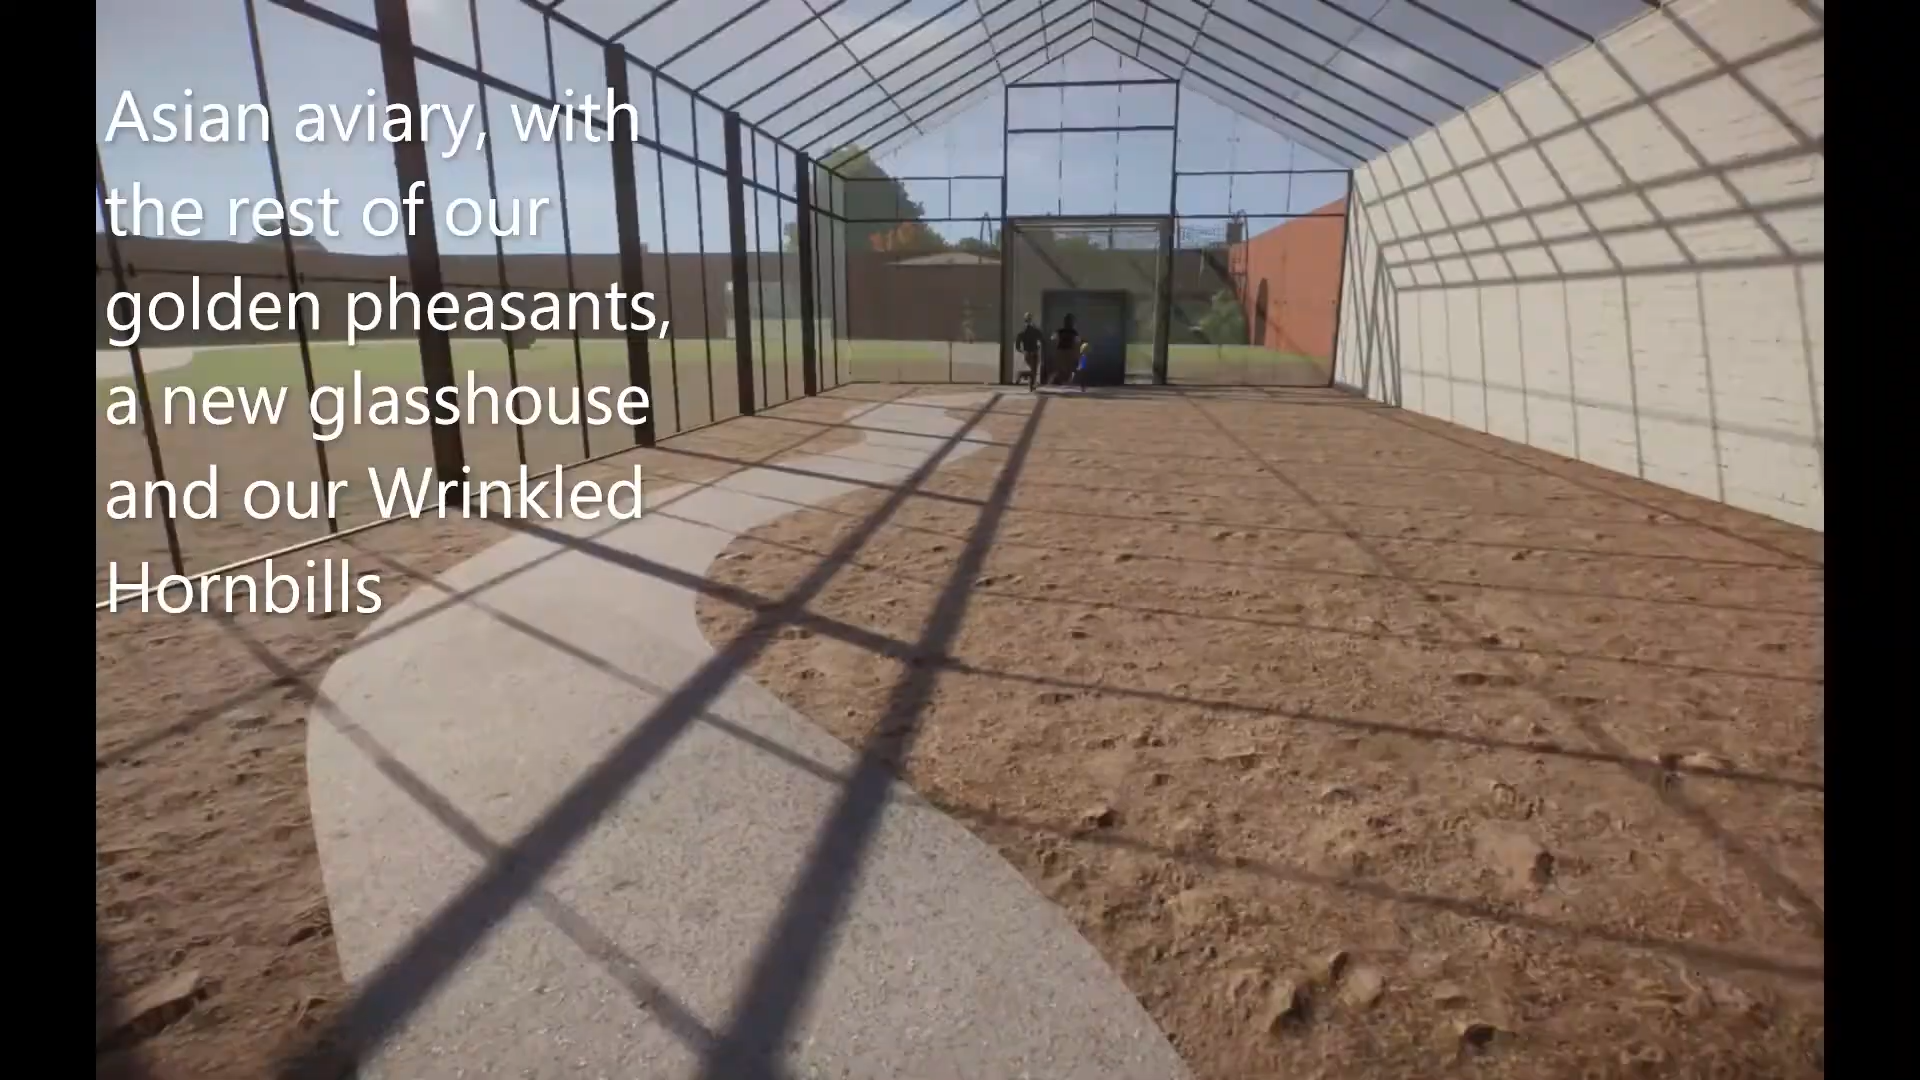 Asian aviary, with
the rest of our
golden pheasants,
a new glasshouse
and our Wrinkled
Hornbills